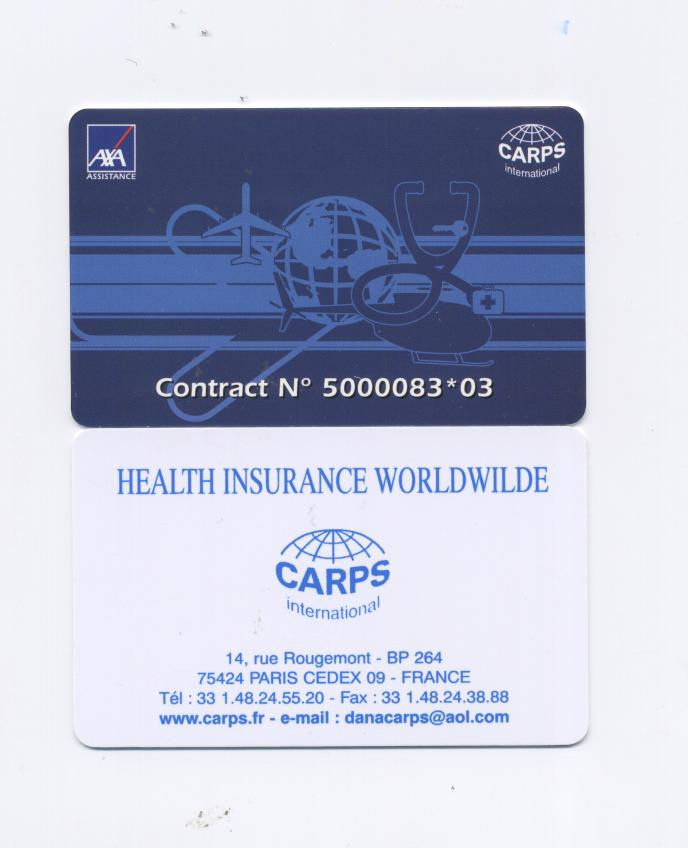 AXA
ASSISTANCE
CARPS
international
Contract N° 5000083*03
HEALTH INSURANCE WORLDWILDE
CARPS
international
14, rue Rougemont - BP 264
75424 PARIS CEDEX 09 - FRANCE
Tél : 33 1.48.24.55.20 - Fax : 33 1.48.24.38.88
www.carps.fr - e-mail : danacarps@aol.com